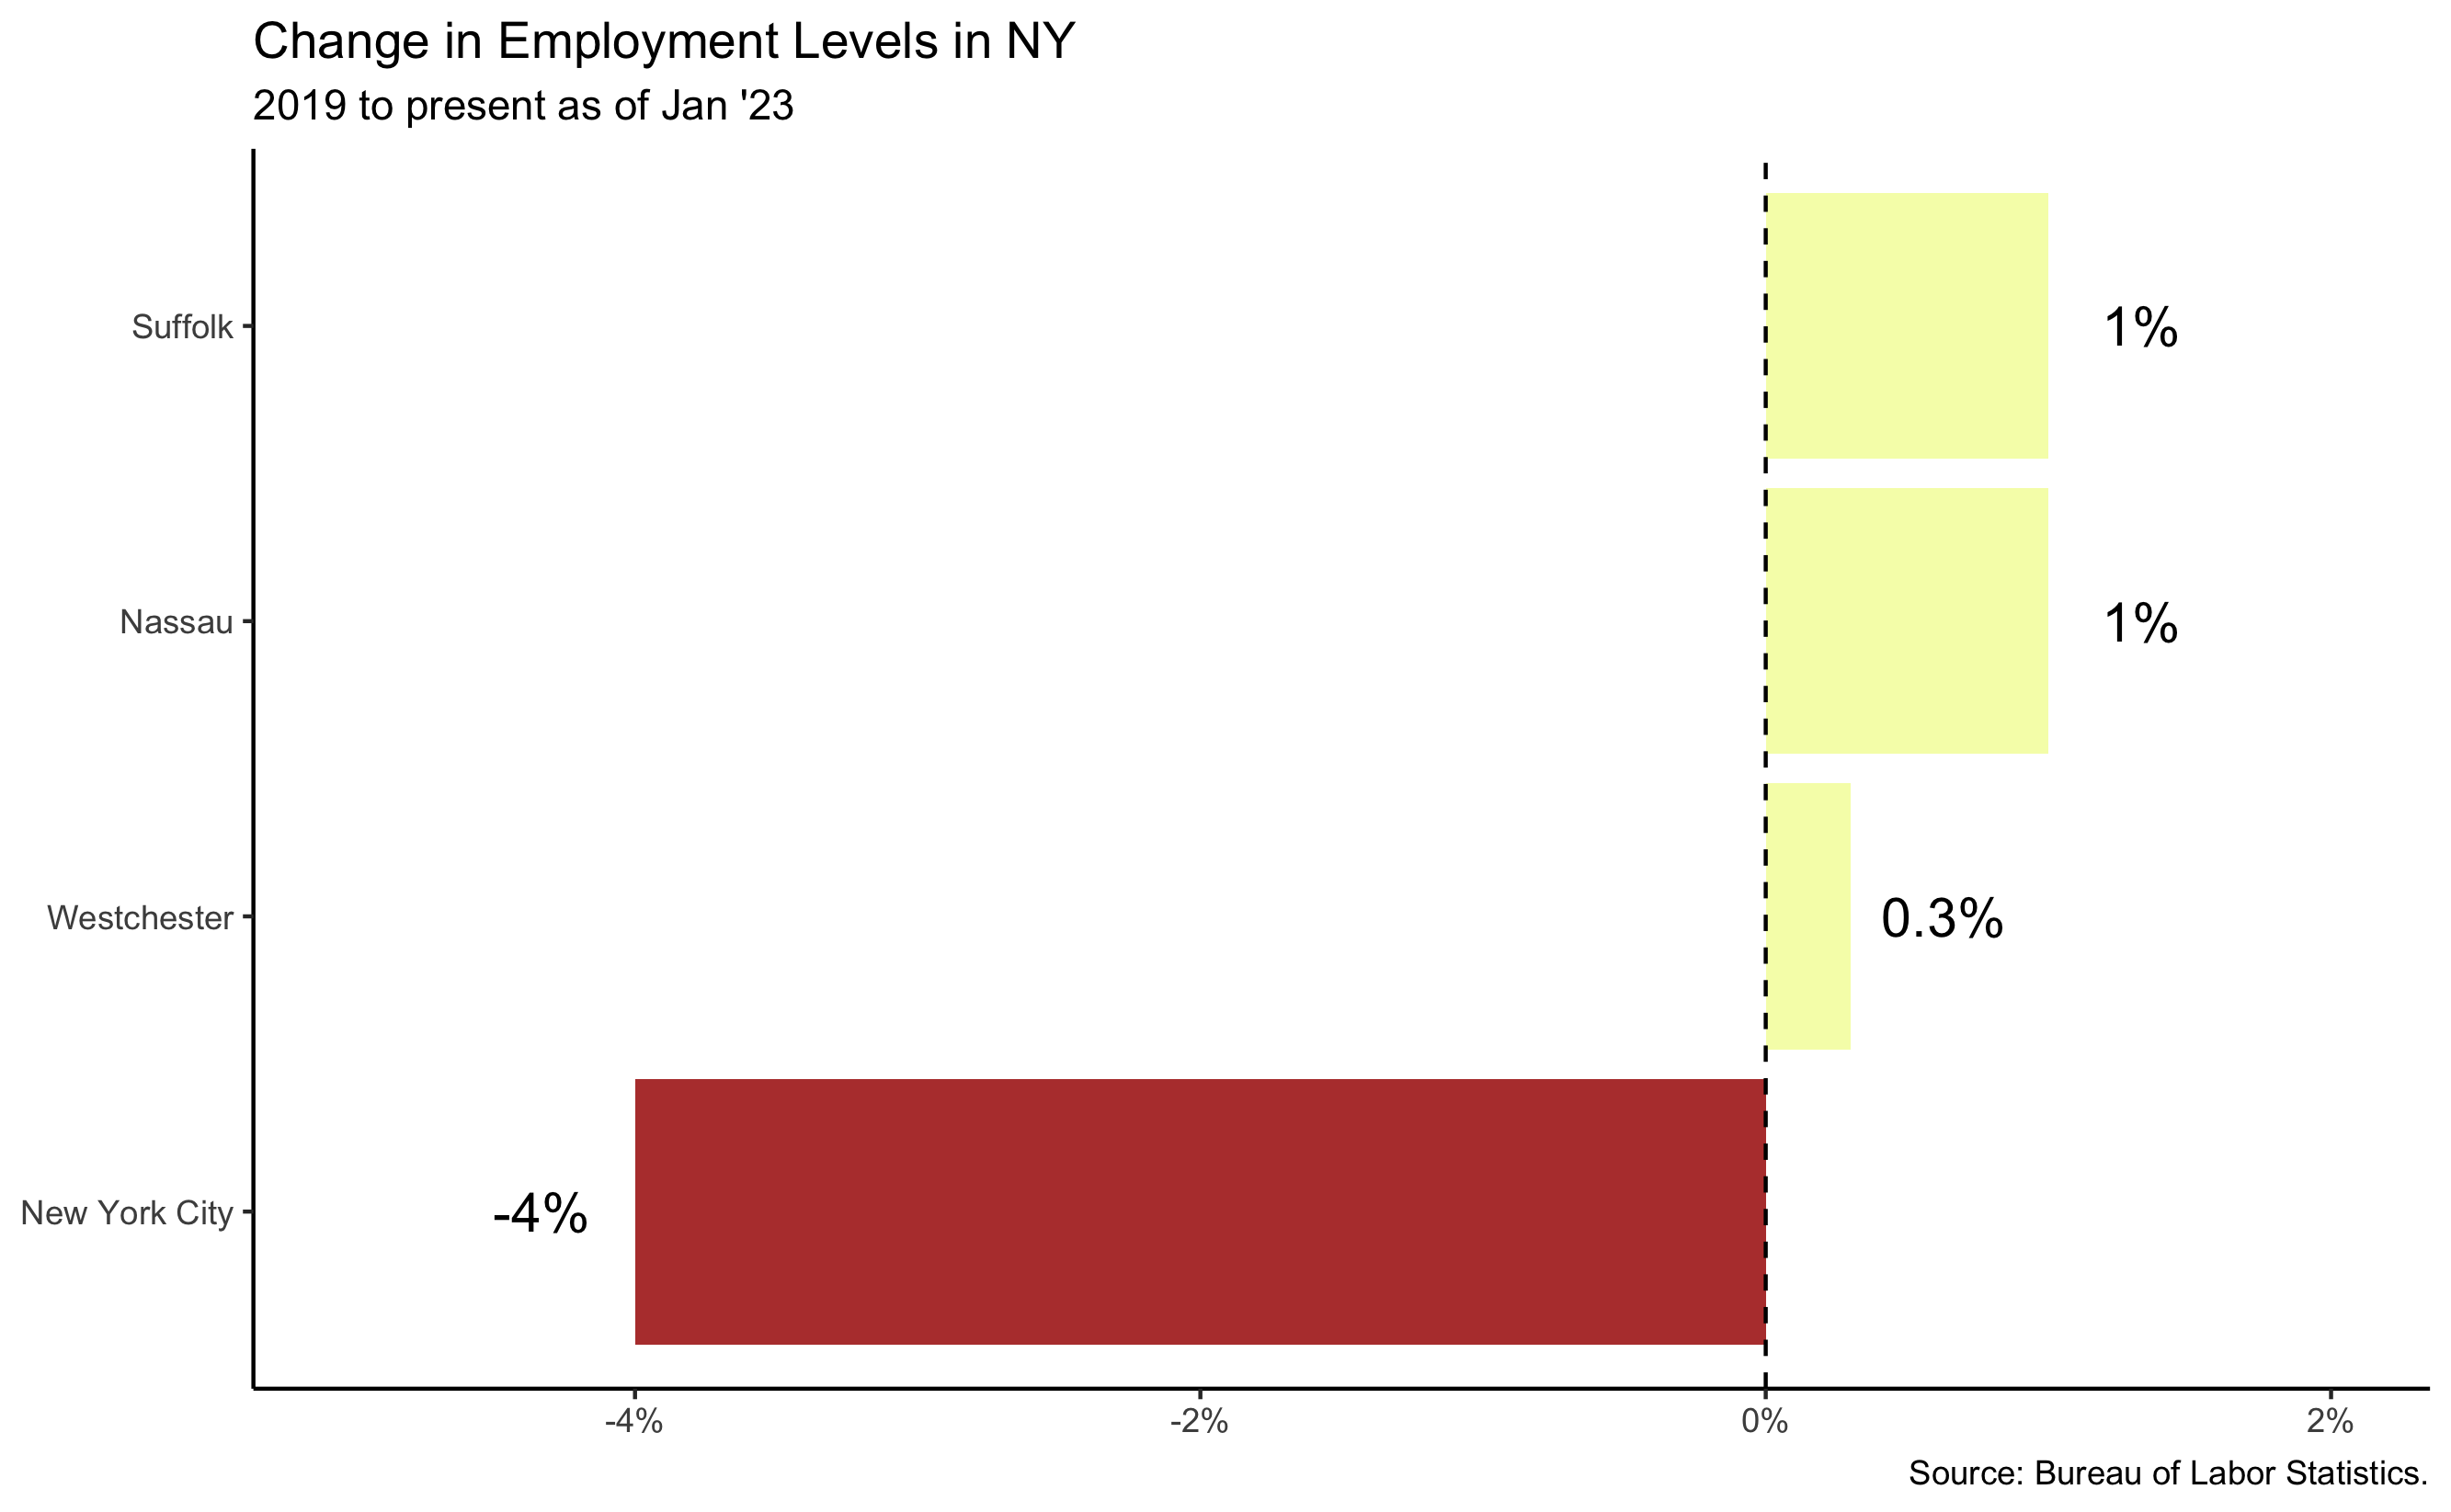 Change in Employment Levels in NY
2019 to present as of Jan '23
Suffolk
1%
Nassau
1%
Westchester
0.3%
New York City
-4%
-4%
-2%
0%
2%
Source: Bureau of Labor Statistics.